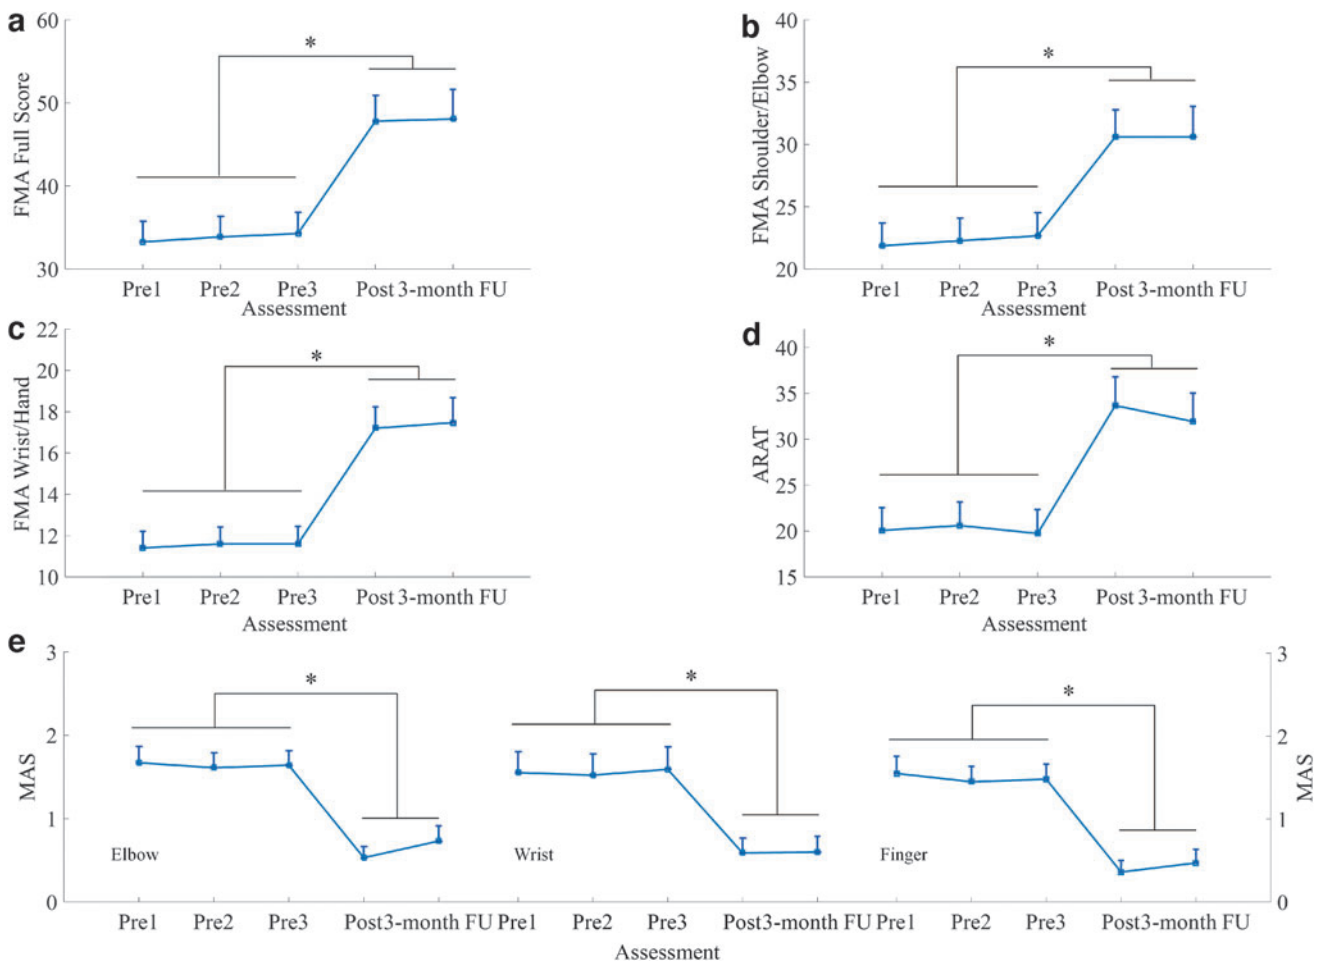 a
FMA Full Score
60
50
40
30
*
Pre1 Pre2 Pre3 Post 3-month FU
Assessment
b
FMA Shoulder/Elbow
40
35
30
25
20
*
Pre1 Pre2 Pre3 Post 3-month FU
Assessment
c
FMA Wrist/Hand
22
20
18
16
14
12
10
*
Pre1 Pre2 Pre3 Post 3-month FU
Assessment
d
ARAT
40
35
30
25
20
15
*
Pre1 Pre2 Pre3 Post 3-month FU
Assessment
e
MAS
3
2
1
0
*
Elbow
Pre1 Pre2 Pre3 Post3-month FU
*
Wrist
Pre1 Pre2 Pre3 Post3-month FU
*
Finger
Pre1 Pre2 Pre3 Post3-month FU
3
2
1
0
MAS
Assessment